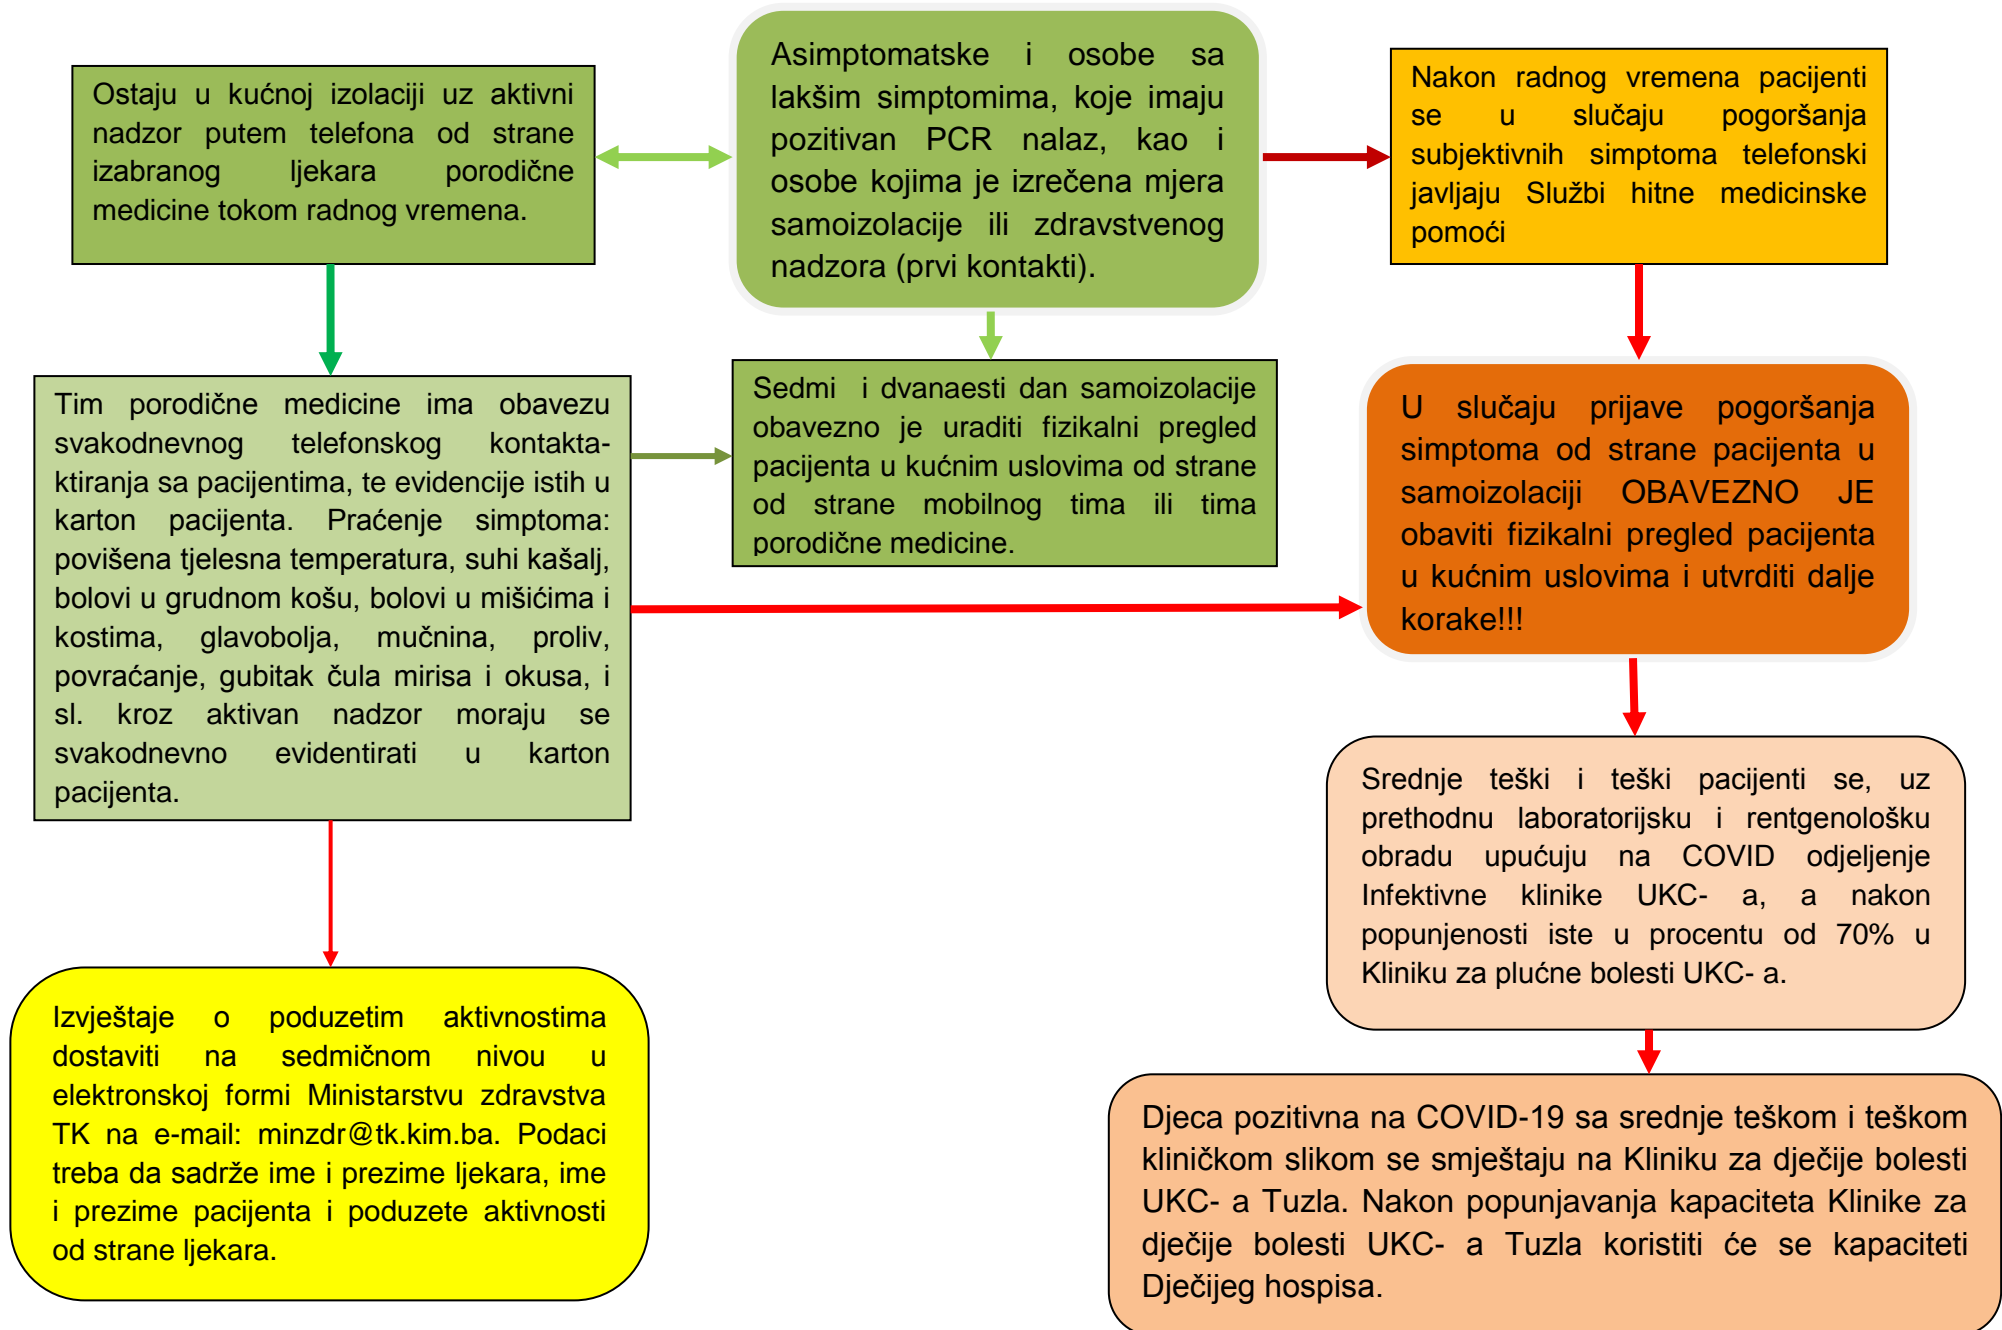 Asimptomatske i osobe sa
lakšim simptomima, koje imaju
pozitivan PCR nalaz, kao i
osobe kojima je izrečena mjera
samoizolacije ili zdravstvenog
nadzora (prvi kontakti).
Ostaju u kućnoj izolaciji uz aktivni
nadzor putem telefona od strane
izabranog ljekara porodične
medicine tokom radnog vremena.
Nakon radnog vremena pacijenti
se u slučaju pogoršanja
subjektivnih simptoma telefonski
javljaju Službi hitne medicinske
pomoći
Tim porodične medicine ima obavezu
svakodnevnog telefonskog kontakta-
ktiranja sa pacijentima, te evidencije istih u
karton pacijenta. Praćenje simptoma:
povišena tjelesna temperatura, suhi kašalj,
bolovi u grudnom košu, bolovi u mišićima i
kostima, glavobolja, mučnina, proliv,
povraćanje, gubitak čula mirisa i okusa, i
sl. kroz aktivan nadzor moraju se
svakodnevno evidentirati u karton
pacijenta.
Sedmi i dvanaesti dan samoizolacije
obavezno je uraditi fizikalni pregled
pacijenta u kućnim uslovima od strane
od strane mobilnog tima ili tima
porodične medicine.
U slučaju prijave pogoršanja
simptoma od strane pacijenta u
samoizolaciji OBAVEZNO JE
obaviti fizikalni pregled pacijenta
u kućnim uslovima i utvrditi dalje
korake!!!
Srednje teški i teški pacijenti se, uz
prethodnu laboratorijsku i rentgenološku
obradu upućuju na COVID odjeljenje
Infektivne klinike UKC- a, a nakon
popunjenosti iste u procentu od 70% u
Kliniku za plućne bolesti UKC- a.
Izvještaje o poduzetim aktivnostima
dostaviti na sedmičnom nivou u
elektronskoj formi Ministarstvu zdravstva
TK na e-mail: minzdr@tk.kim.ba. Podaci
treba da sadrže ime i prezime ljekara, ime
i prezime pacijenta i poduzete aktivnosti
od strane ljekara.
Djeca pozitivna na COVID-19 sa srednje teškom i teškom
kliničkom slikom se smještaju na Kliniku za dječije bolesti
UKC- a Tuzla. Nakon popunjavanja kapaciteta Klinike za
dječije bolesti UKC- a Tuzla koristiti će se kapaciteti
Dječijeg hospisa.